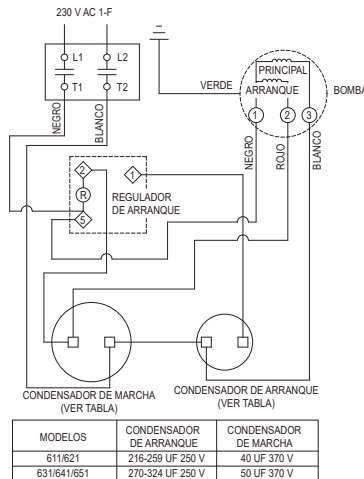 230 V AC 1-F
L1
L2
T1
T2
NEGRO
BLANCO
VERDE
PRINCIPAL
ARRANQUE
BOMBA
1
2
3
NEGRO
ROJO
BLANCO
2
1
R
5
REGULADOR
DE ARRANQUE
CONDENSADOR DE MARCHA
(VER TABLA)
CONDENSADOR DE ARRANQUE
(VER TABLA)
MODELOS
CONDENSADOR
DE ARRANQUE
CONDENSADOR
DE MARCHA
611/621
216-259 UF 250 V
40 UF 370 V
631/641/651
270-324 UF 250 V
50 UF 370 V